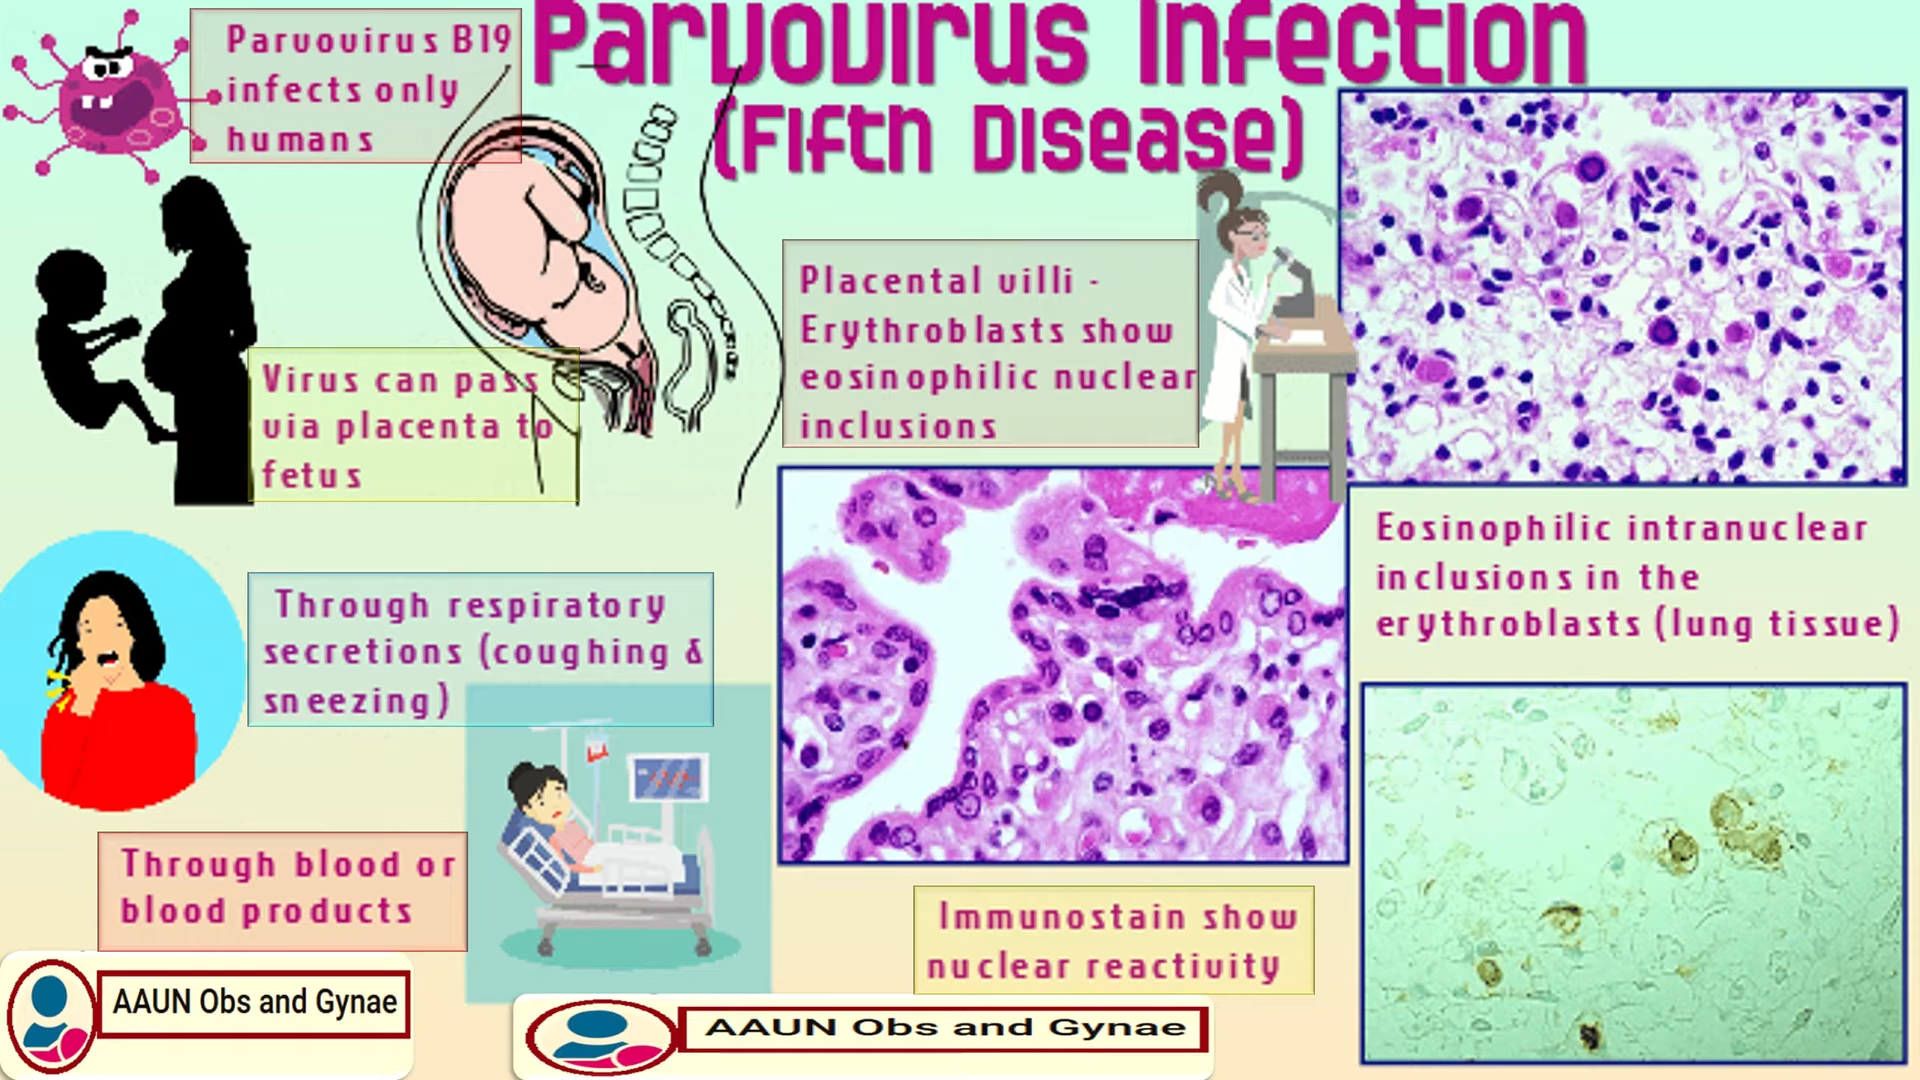 Parvovirus Infection
(Fifth Disease)
Parvovirus B19
infects only
humans
Virus can pass
via placenta to
fetus
Through respiratory
secretions (coughing &
sneezing)
Through blood or
blood products
Placental villi -
Erythroblasts show
eosinophilic nuclear
inclusions
Eosinophilic intranuclear
inclusions in the
erythroblasts (lung tissue)
Immunostain show
nuclear reactivity
AAUN Obs and Gynae
AAUN Obs and Gynae